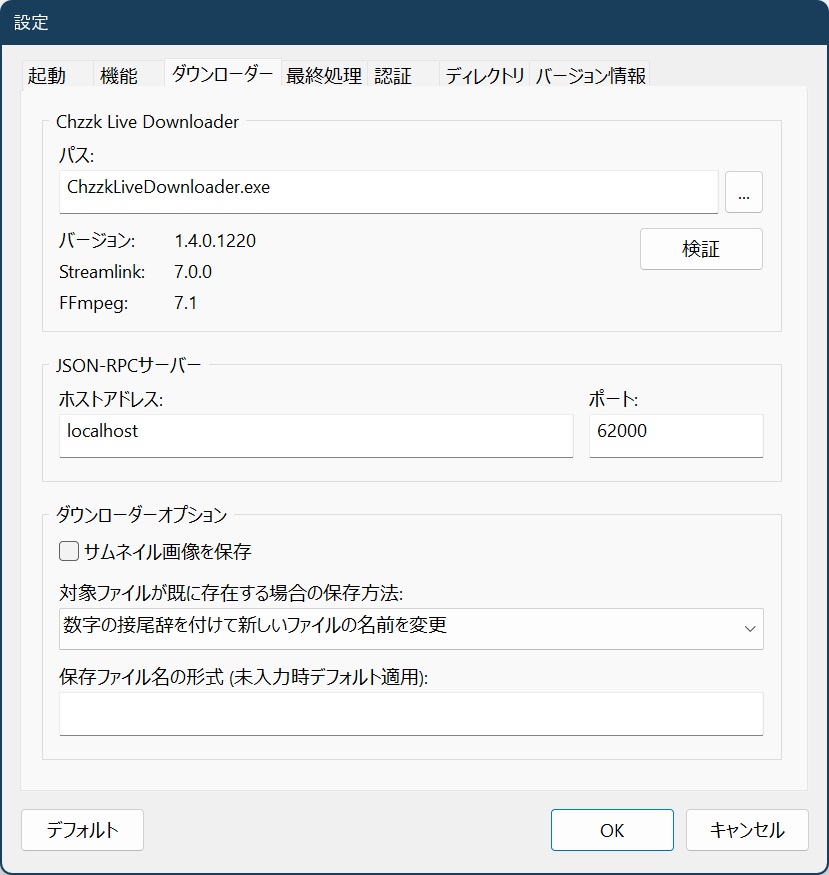 設定
起動 機能 ダウンローダー 最終処理 認証 ディレクトリ バージョン情報
Chzzk Live Downloader
パス:
ChzzkLiveDownloader.exe ...
バージョン: 1.4.0.1220 検証
Streamlink: 7.0.0
FFmpeg: 7.1
JSON-RPCサーバー
ホストアドレス: ポート:
localhost 62000
ダウンローダーオプション
サムネイル画像を保存
対象ファイルが既に存在する場合の保存方法:
数字の接尾辞を付けて新しいファイルの名前を変更
保存ファイル名の形式 (未入力時デフォルト適用):
デフォルト OK キャンセル